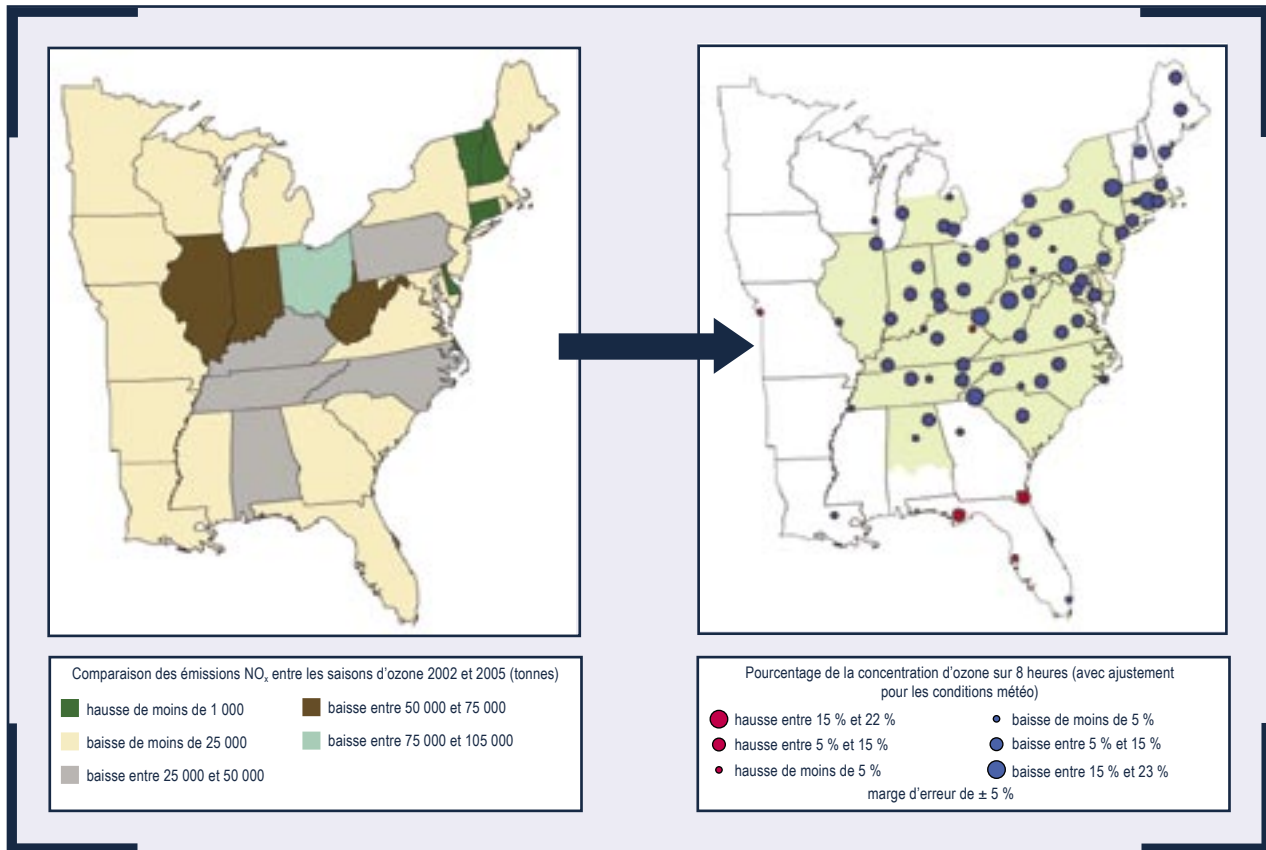 Comparaison des émissions NOₓ entre les saisons d’ozone 2002 et 2005 (tonnes)
hausse de moins de 1 000
baisse de moins de 25 000
baisse entre 25 000 et 50 000
baisse entre 50 000 et 75 000
baisse entre 75 000 et 105 000
Pourcentage de la concentration d’ozone sur 8 heures (avec ajustement
pour les conditions météo)
hausse entre 15 % et 22 %
hausse entre 5 % et 15 %
hausse de moins de 5 %
baisse de moins de 5 %
baisse entre 5 % et 15 %
baisse entre 15 % et 23 %
marge d’erreur de ± 5 %